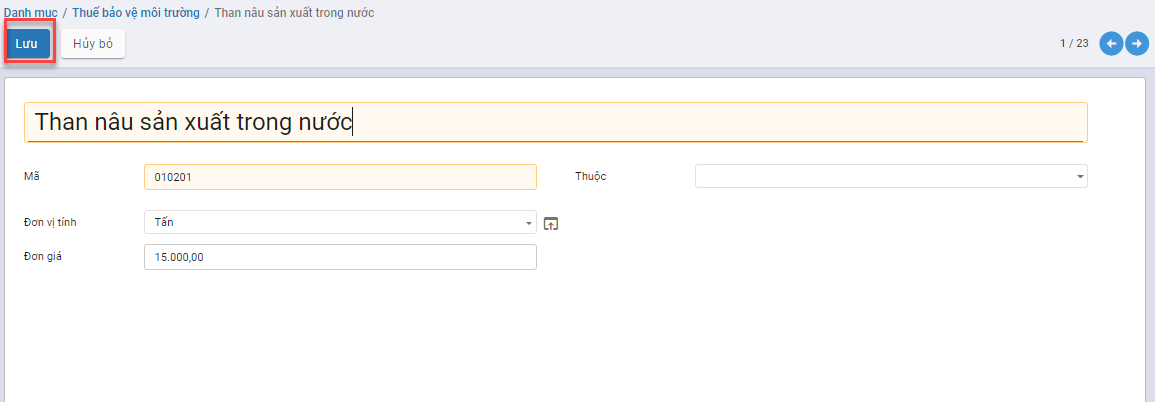 Danh mục / Thuế bảo vệ môi trường / Than nâu sản xuất trong nước
Lưu Hủy bỏ 1 / 23
Than nâu sản xuất trong nước
Mã 010201 Thuộc
Đơn vị tính Tấn
Đơn giá 15.000,00